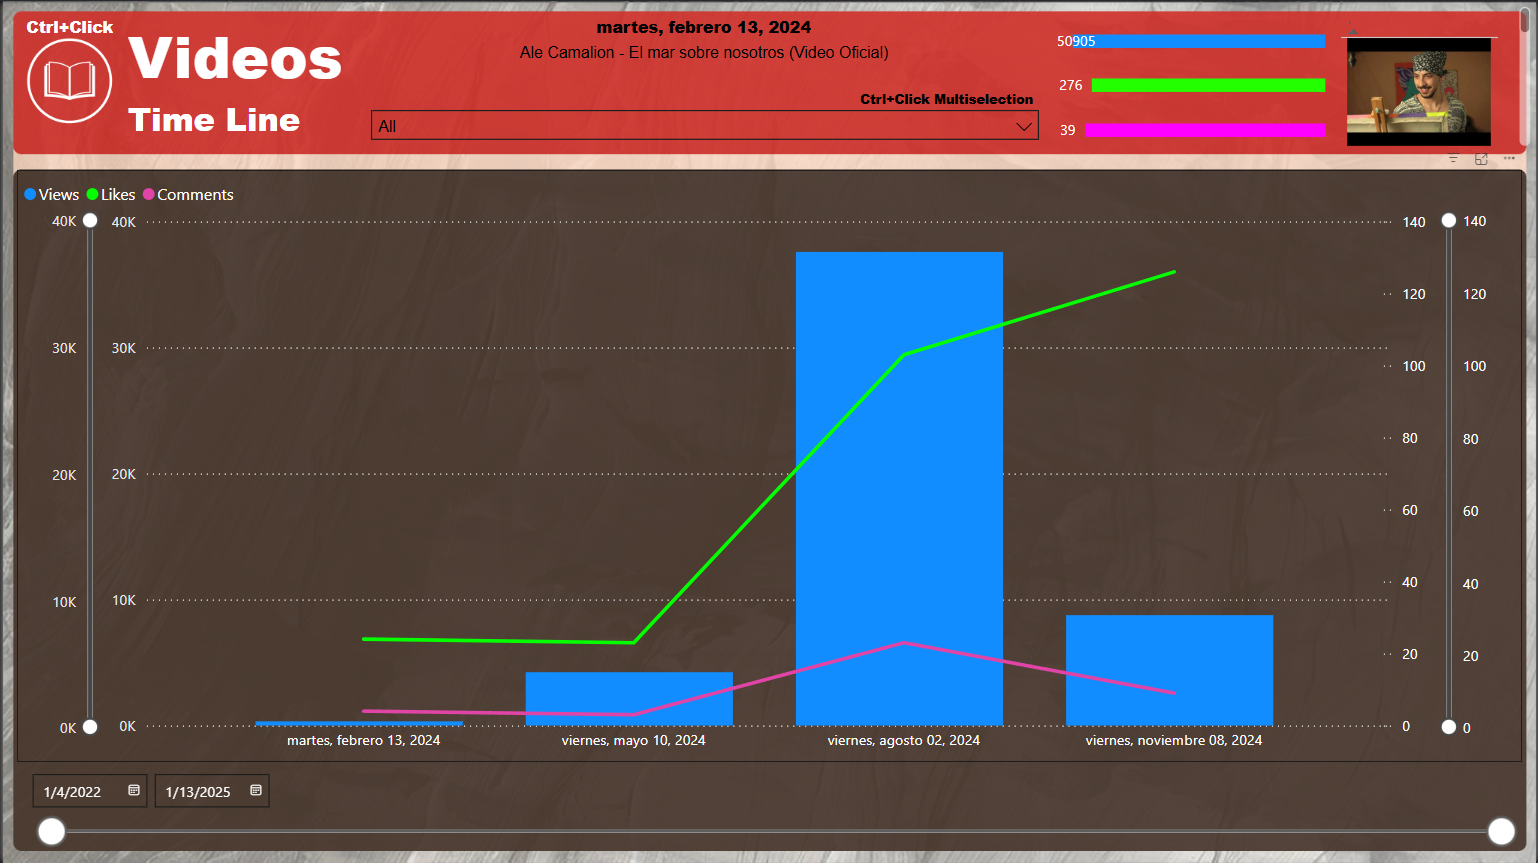 Ctrl+Click
Videos
Time Line
martes, febrero 13, 2024
Ale Camalion - El mar sobre nosotros (Video Oficial)
Ctrl+Click Multiselection
All
50905
276
39
Views Likes Comments
40K 40K 140 140
120 120
30K 30K
100 100
80 80
20K 20K
60 60
10K 10K
40 40
20 20
0K 0K 0 0
martes, febrero 13, 2024 viernes, mayo 10, 2024 viernes, agosto 02, 2024 viernes, noviembre 08, 2024
1/4/2022 1/13/2025